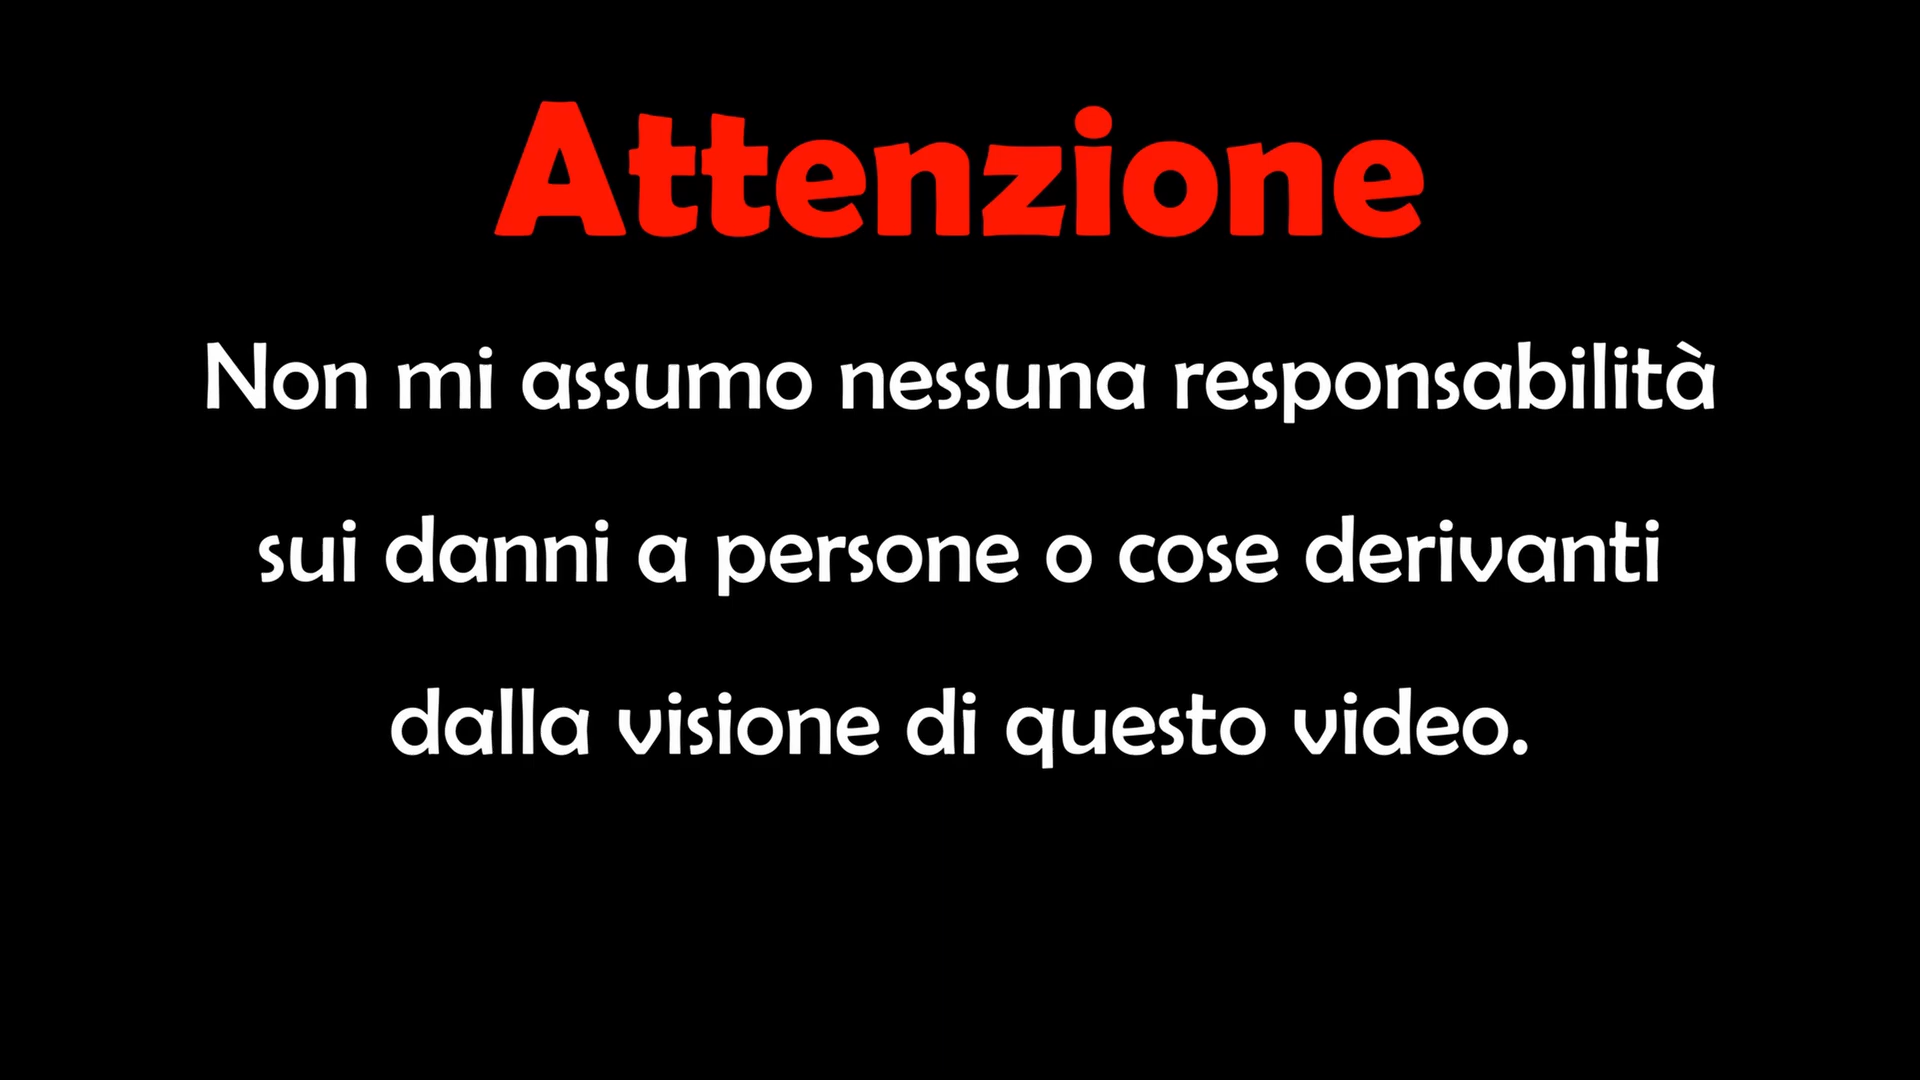 Attenzione
Non mi assumo nessuna responsabilità
sui danni a persone o cose derivanti
dalla visione di questo video.